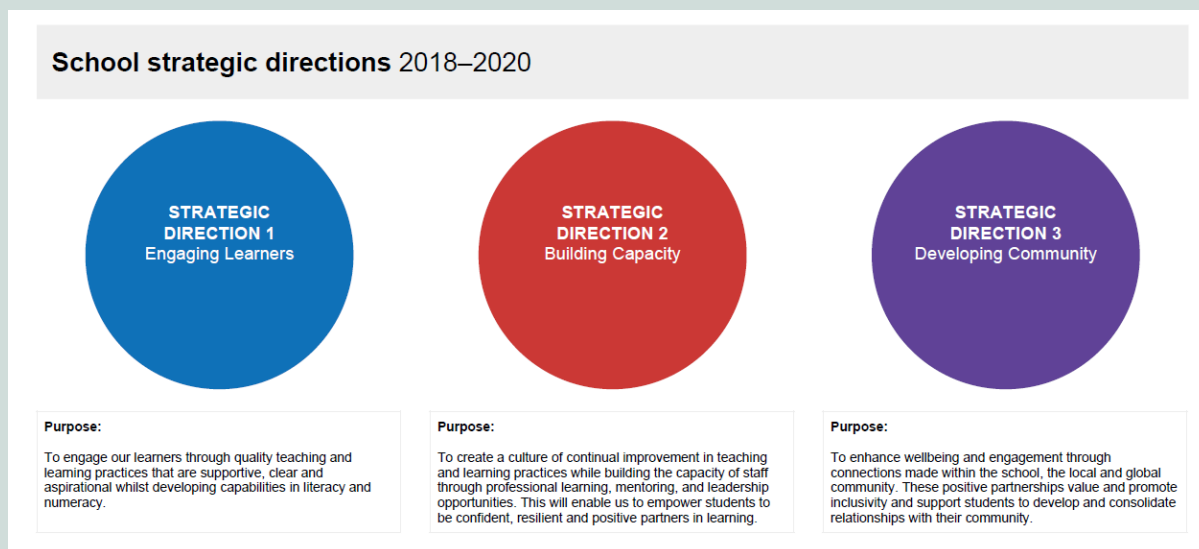 School strategic directions 2018–2020
STRATEGIC
DIRECTION 1
Engaging Learners
Purpose:
To engage our learners through quality teaching and
learning practices that are supportive, clear and
aspirational whilst developing capabilities in literacy and
numeracy.
STRATEGIC
DIRECTION 2
Building Capacity
Purpose:
To create a culture of continual improvement in teaching
and learning practices while building the capacity of staff
through professional learning, mentoring, and leadership
opportunities. This will enable us to empower students to
be confident, resilient and positive partners in learning.
STRATEGIC
DIRECTION 3
Developing Community
Purpose:
To enhance wellbeing and engagement through
connections made within the school, the local and global
community. These positive partnerships value and promote
inclusivity and support students to develop and consolidate
relationships with their community.